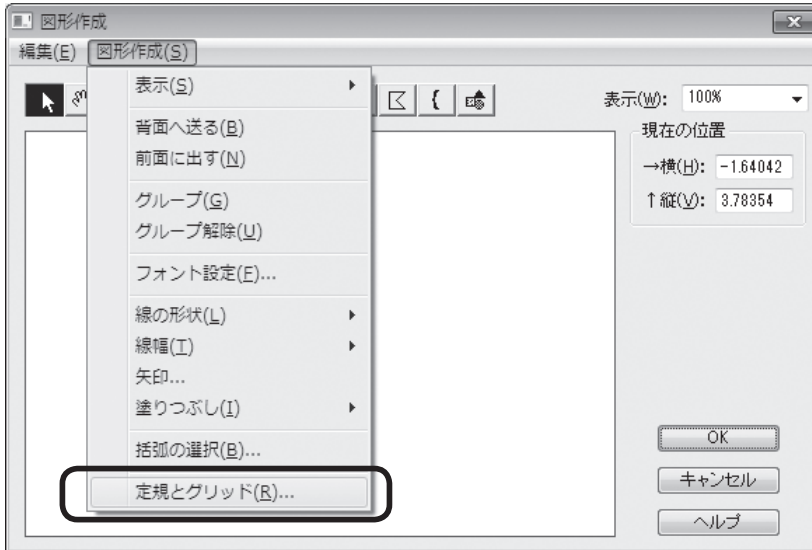 図形作成
編集(E) 図形作成(S)
表示(S)
背面へ送る(B)
前面に出す(N)
グループ(G)
グループ解除(U)
フォント設定(F)...
線の形状(L)
線幅(T)
矢印...
塗りつぶし(I)
括弧の選択(B)...
定規とグリッド(R)...
表示(W): 100%
現在の位置
→横(H): -1.64042
↑縦(V): 3.78354
OK
キャンセル
ヘルプ